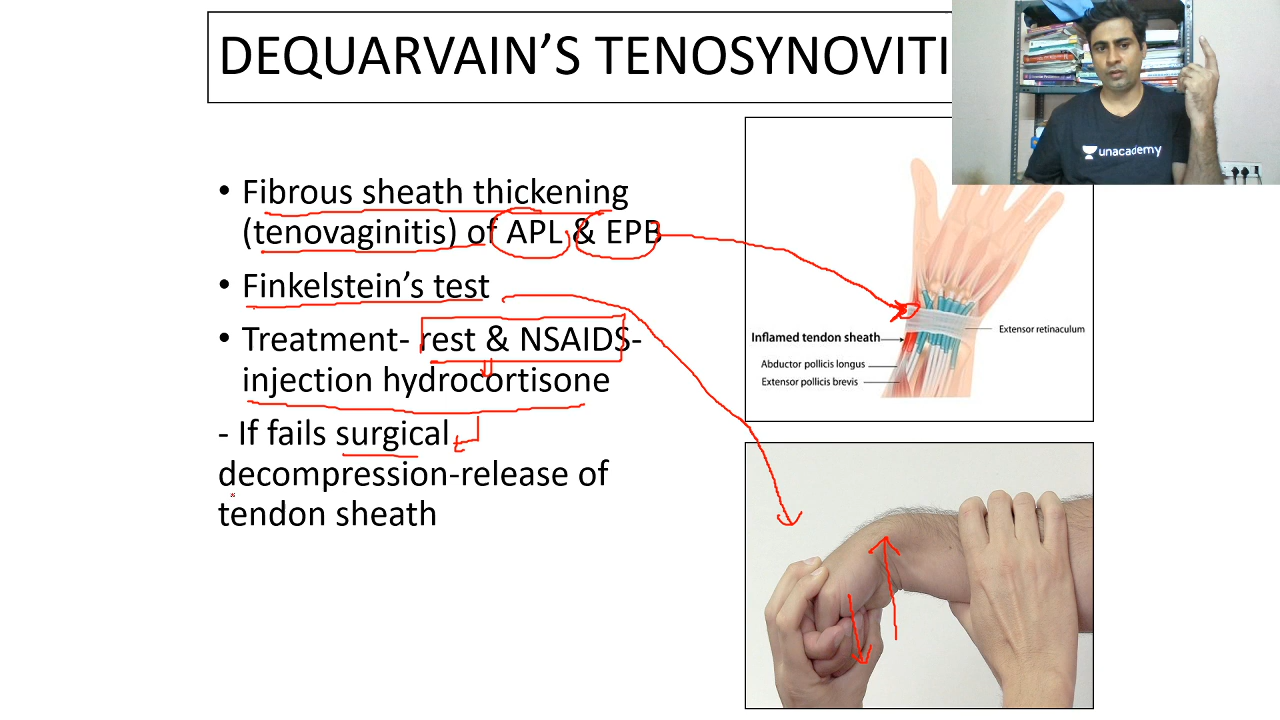 DEQUARVAIN’S TENOSYNOVITI
unacademy
• Fibrous sheath thickening
(tenovaginitis) of APL & EPB
• Finkelstein’s test
• Treatment- rest & NSAIDS-
injection hydrocortisone
- If fails surgical
decompression-release of
tendon sheath
Extensor retinaculum
Inflamed tendon sheath
Abductor pollicis longus
Extensor pollicis brevis